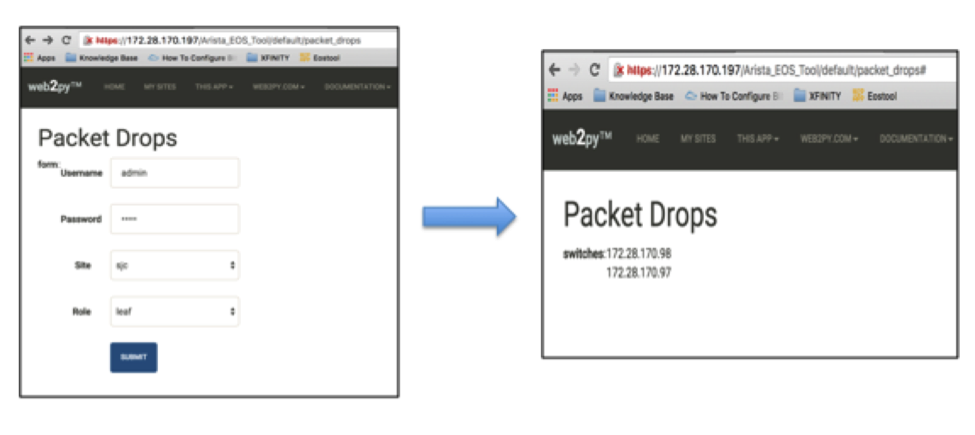 https://172.28.170.197/Arista_EOS_Tool/default/packet_drops
Apps Knowledge Base How To Configure Bi XFINITY Eostool
web2py™ HOME MY SITES THIS APP WEB2PY.COM DOCUMENTATION
Packet Drops
form:
Username admin
Password ····
Site sjc
Role leaf
SUBMIT
https://172.28.170.197/Arista_EOS_Tool/default/packet_drops#
Apps Knowledge Base How To Configure Bi XFINITY Eostool
web2py™ HOME MY SITES THIS APP WEB2PY.COM DOCUMENTATION
Packet Drops
switches:172.28.170.98
172.28.170.97